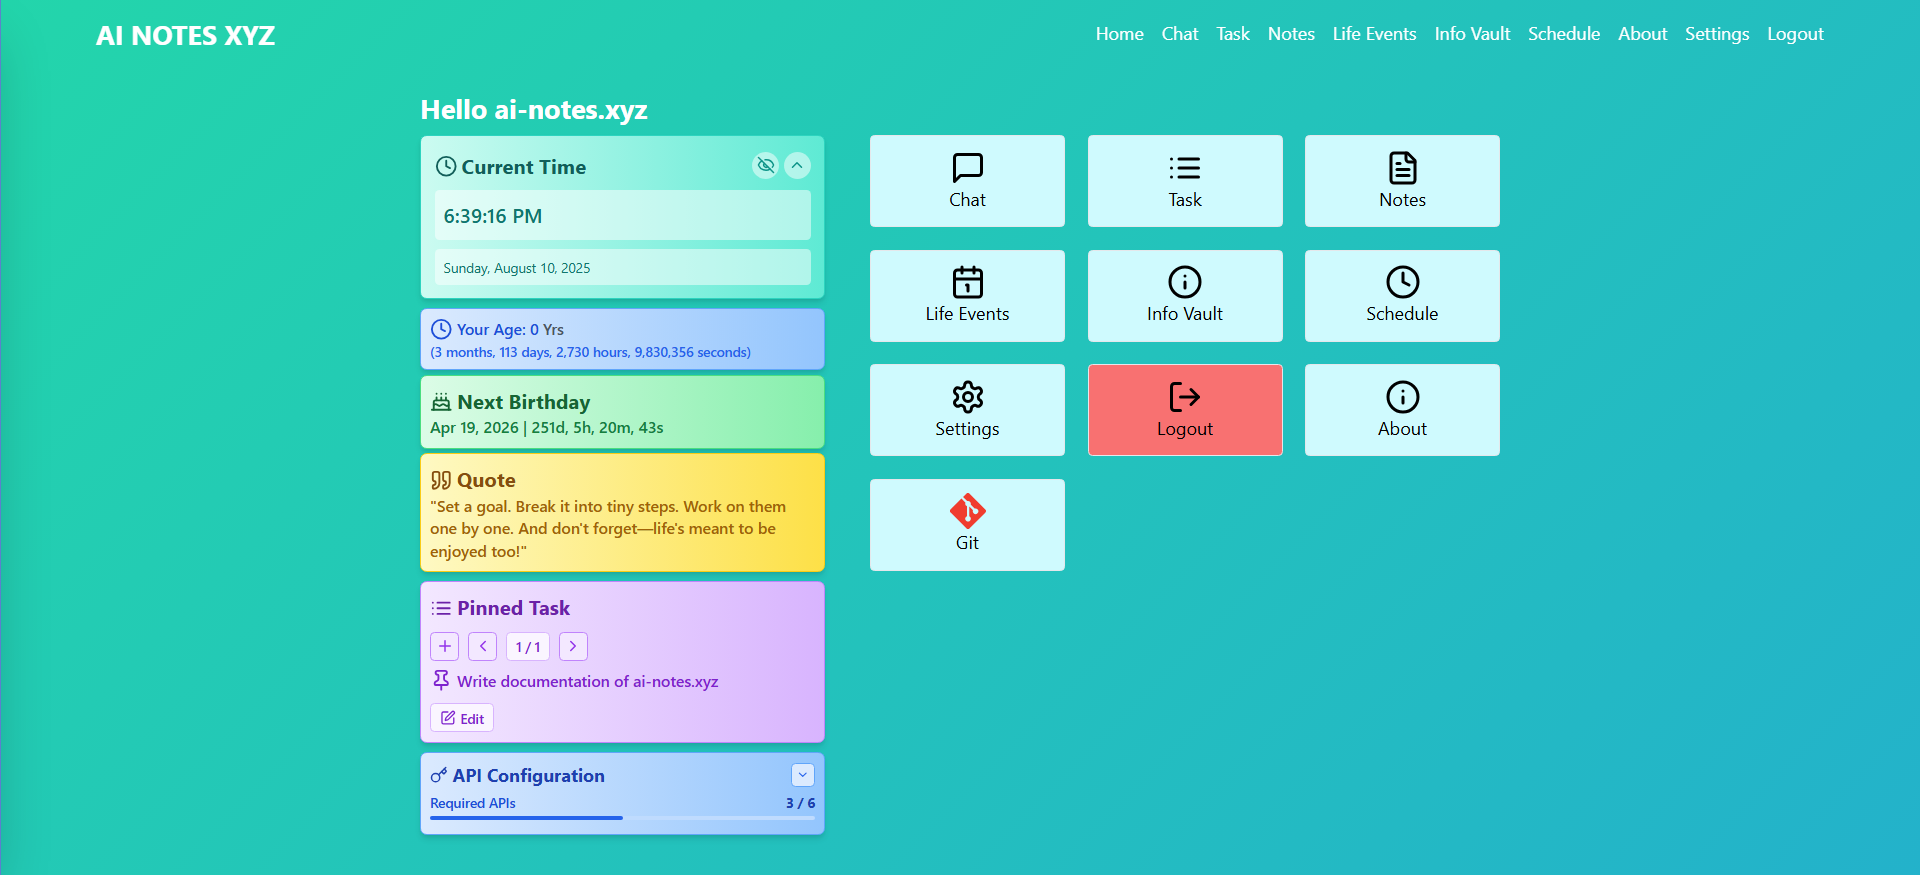 AI NOTES XYZ
Home Chat Task Notes Life Events Info Vault Schedule About Settings Logout
Hello ai-notes.xyz
Current Time
6:39:16 PM
Sunday, August 10, 2025
Your Age: 0 Yrs
(3 months, 113 days, 2,730 hours, 9,830,356 seconds)
Next Birthday
Apr 19, 2026 | 251d, 5h, 20m, 43s
Quote
"Set a goal. Break it into tiny steps. Work on them
one by one. And don't forget—life's meant to be
enjoyed too!"
Pinned Task
1 / 1
Write documentation of ai-notes.xyz
Edit
API Configuration
Required APIs 3 / 6
Chat
Task
Notes
Life Events
Info Vault
Schedule
Settings
Logout
About
Git